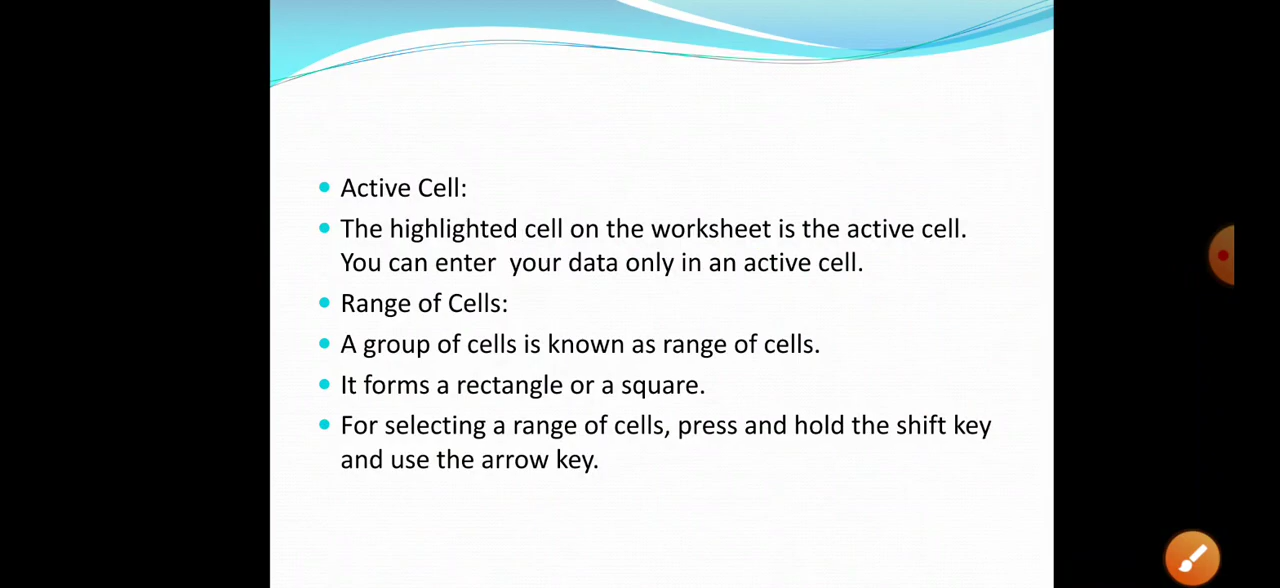 Active Cell:
The highlighted cell on the worksheet is the active cell.
You can enter  your data only in an active cell.
Range of Cells:
A group of cells is known as range of cells.
It forms a rectangle or a square.
For selecting a range of cells, press and hold the shift key
and use the arrow key.